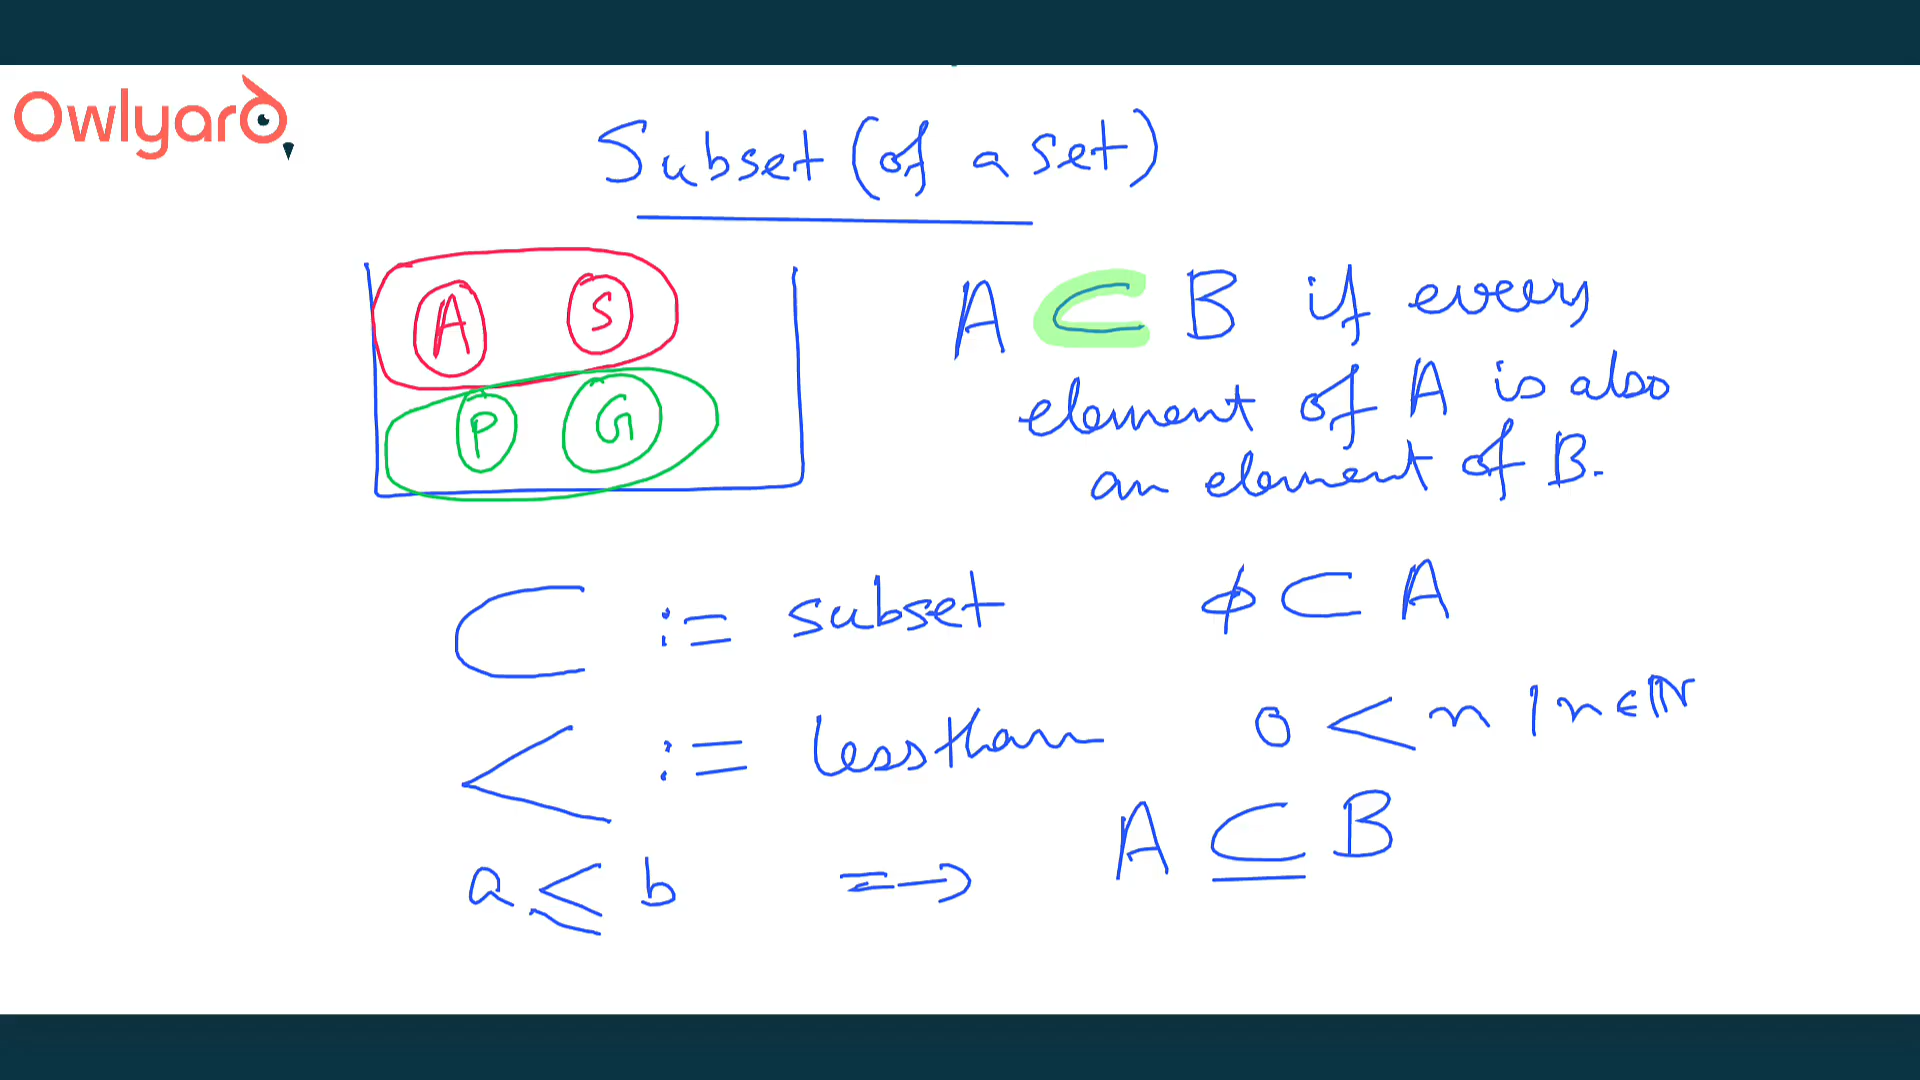 Owlyard
Subset (of a set)
A S
P G
A ⊂ B if every
element of A is also
an element of B.
⊂ := subset
ϕ ⊂ A
< := less than
0 < n | n ∈ ℕ
a ≤ b => A ⊆ B